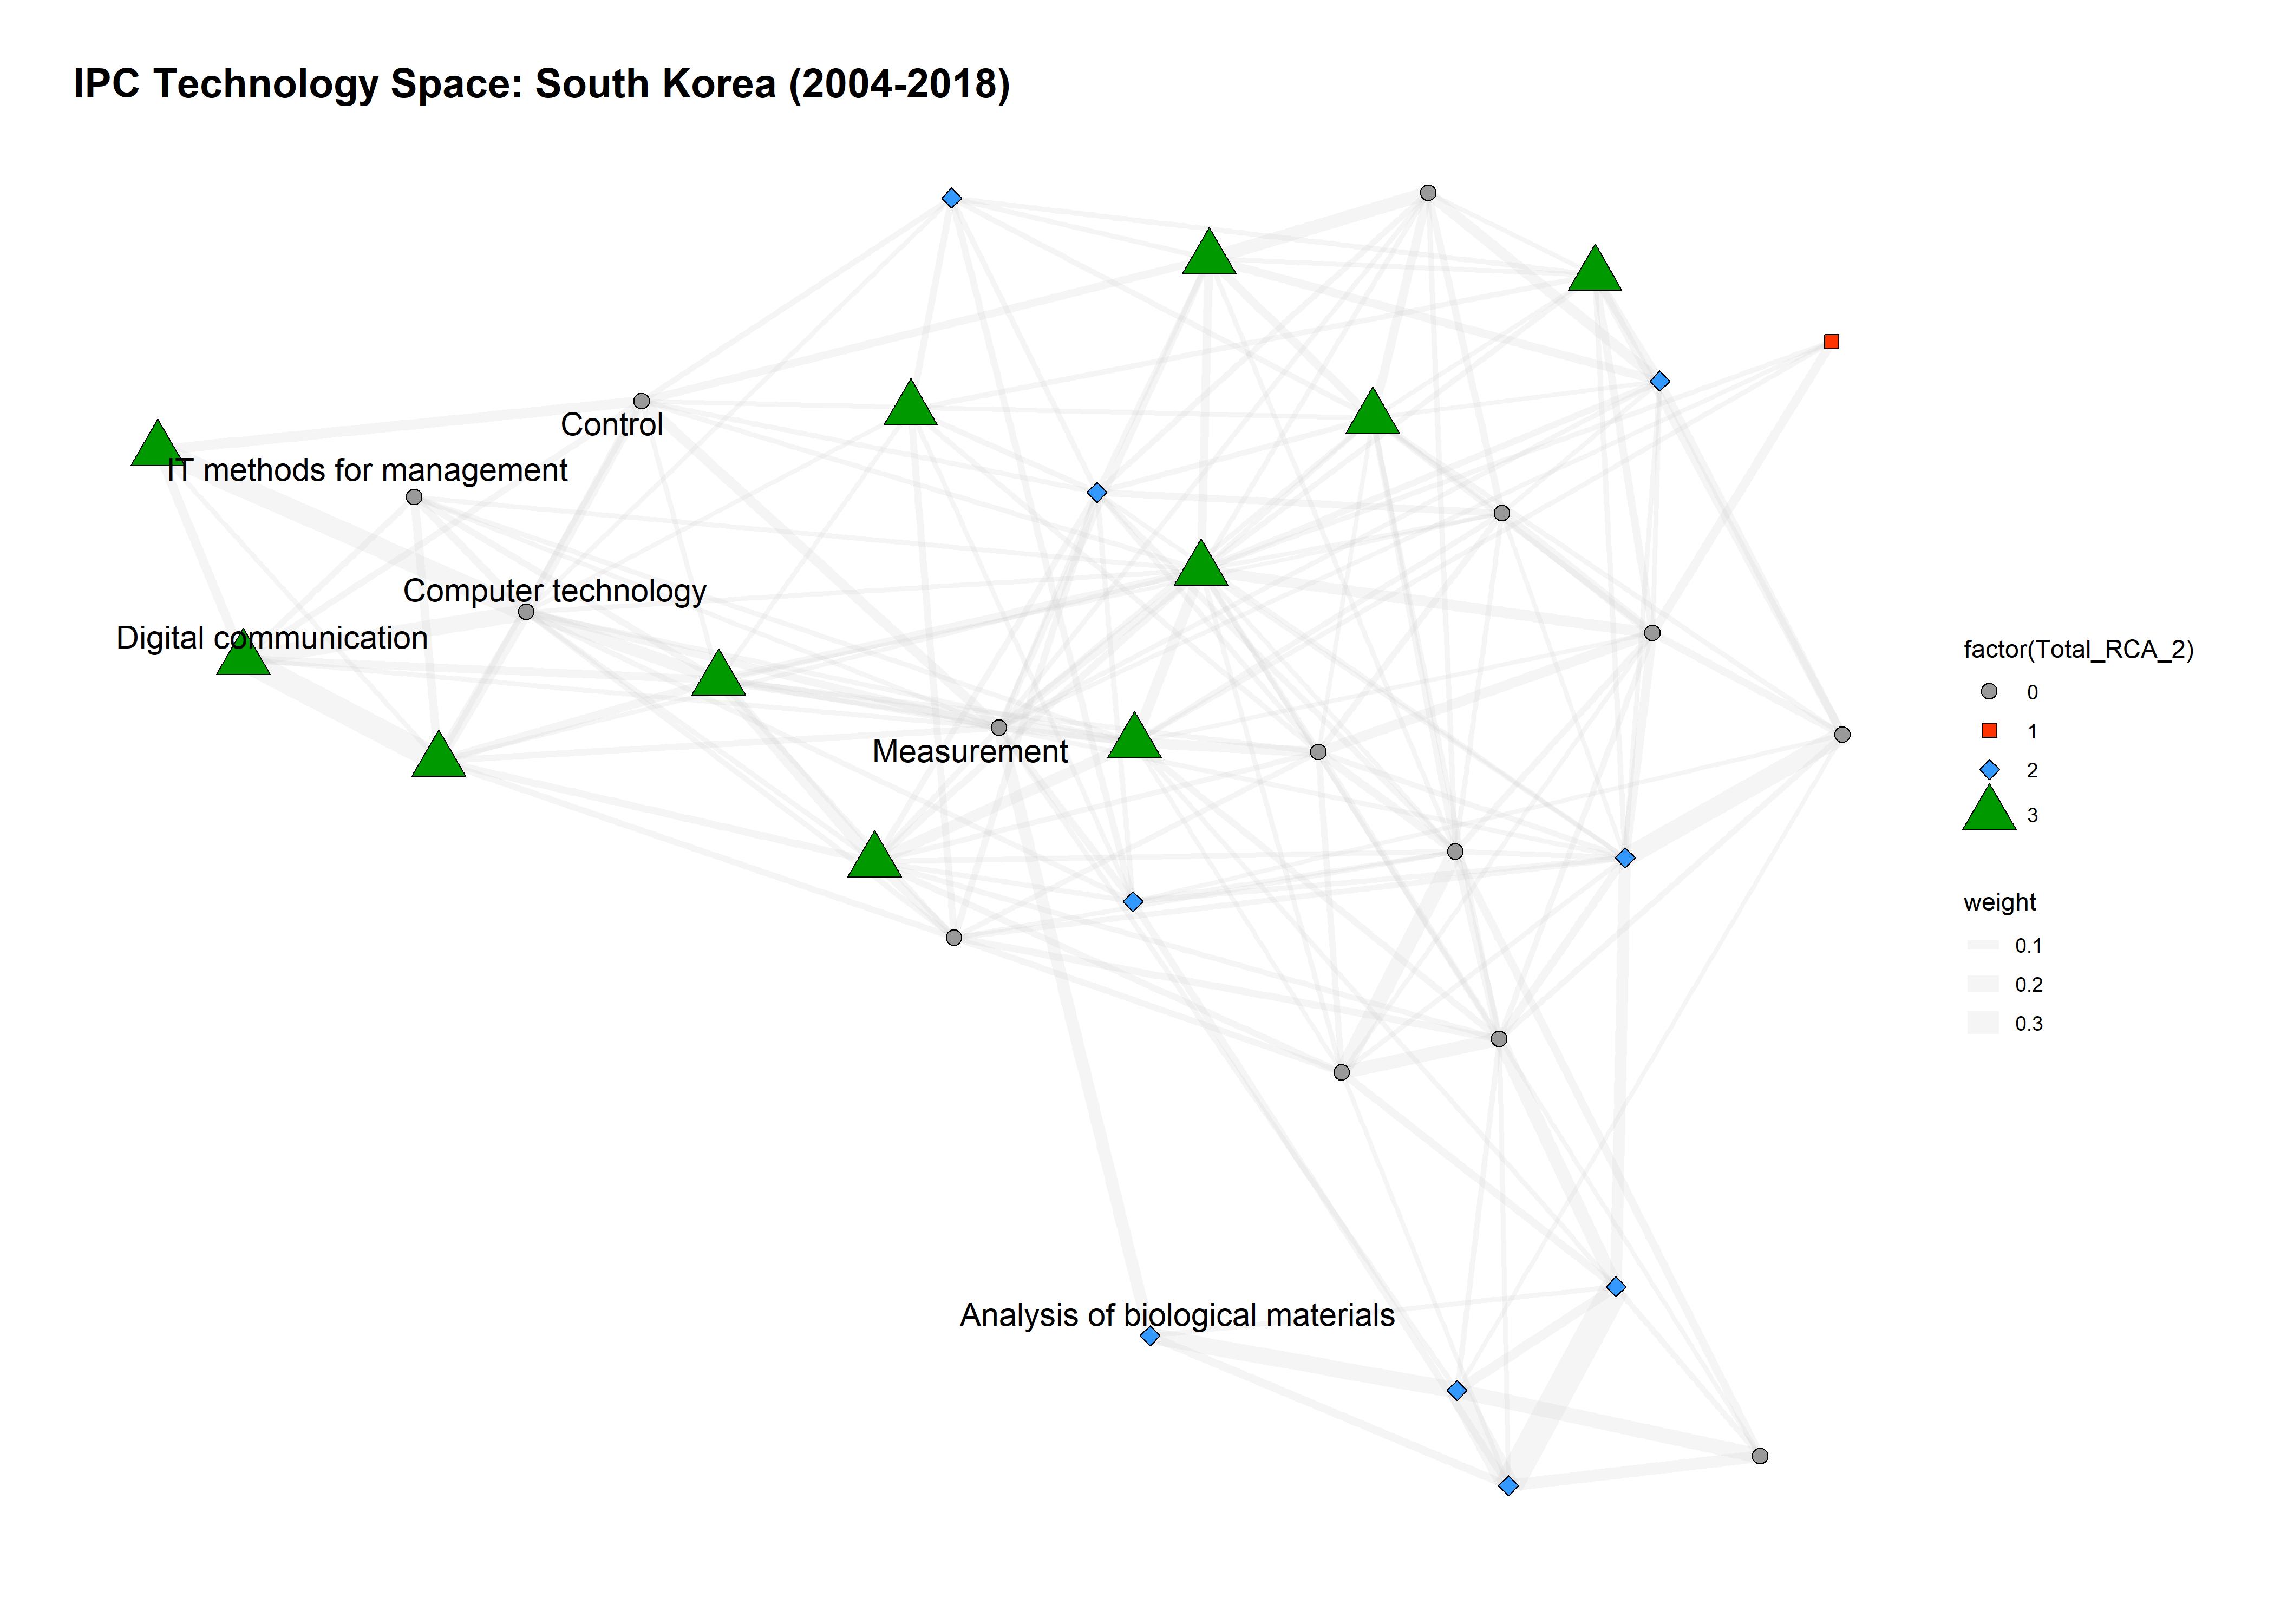 IPC Technology Space: South Korea (2004-2018)
Control
IT methods for management
Computer technology
Digital communication
Measurement
Analysis of biological materials
factor(Total_RCA_2)
0
1
2
3
weight
0.1
0.2
0.3